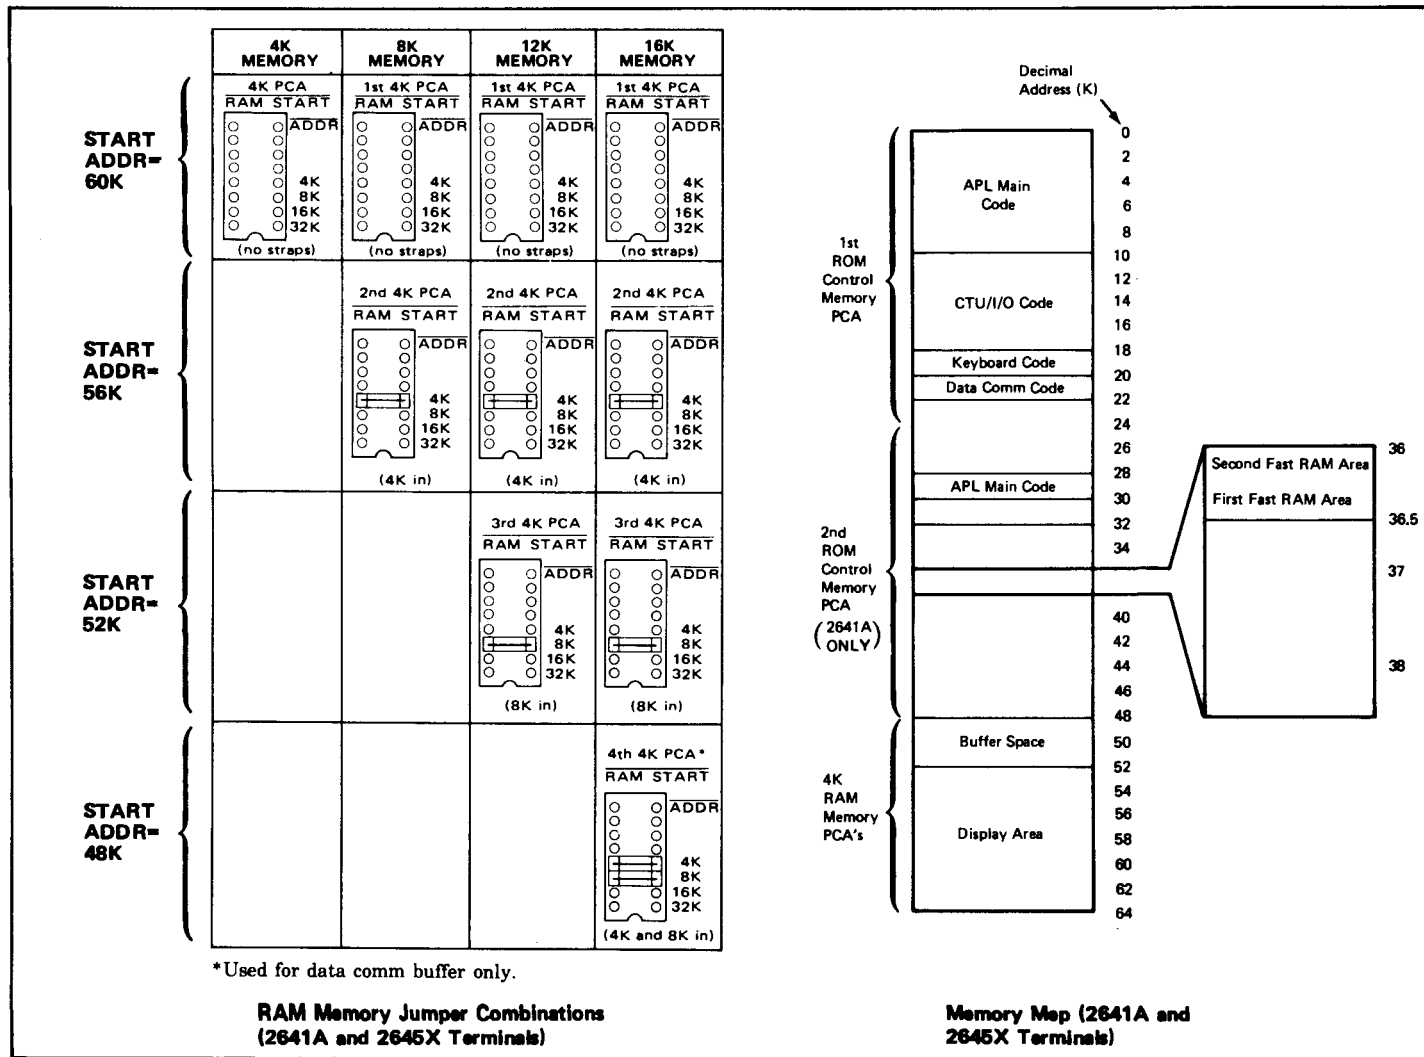 4K MEMORY
8K MEMORY
12K MEMORY
16K MEMORY
START ADDR= 60K
4K PCA
RAM START
ADDR
4K
8K
16K
32K
(no straps)
1st 4K PCA
RAM START
ADDR
4K
8K
16K
32K
(no straps)
1st 4K PCA
RAM START
ADDR
4K
8K
16K
32K
(no straps)
1st 4K PCA
RAM START
ADDR
4K
8K
16K
32K
(no straps)
START ADDR= 56K
2nd 4K PCA
RAM START
ADDR
4K
8K
16K
32K
(4K in)
2nd 4K PCA
RAM START
ADDR
4K
8K
16K
32K
(4K in)
2nd 4K PCA
RAM START
ADDR
4K
8K
16K
32K
(4K in)
START ADDR= 52K
3rd 4K PCA
RAM START
ADDR
4K
8K
16K
32K
(8K in)
3rd 4K PCA
RAM START
ADDR
4K
8K
16K
32K
(8K in)
START ADDR= 48K
4th 4K PCA*
RAM START
ADDR
4K
8K
16K
32K
(4K and 8K in)
*Used for data comm buffer only.
RAM Memory Jumper Combinations
(2641A and 2645X Terminals)
Decimal
Address (K)
0
2
4
6
8
10
12
14
16
18
20
22
24
26
28
30
32
34
40
42
44
46
48
50
52
54
56
58
60
62
64
1st
ROM
Control
Memory
PCA
APL Main
Code
CTU/I/O Code
Keyboard Code
Data Comm Code
2nd
ROM
Control
Memory
PCA
(2641A
ONLY)
APL Main Code
4K
RAM
Memory
PCA's
Buffer Space
Display Area
Second Fast RAM Area
First Fast RAM Area
36
36.5
37
38
Memory Map (2641A and
2645X Terminals)